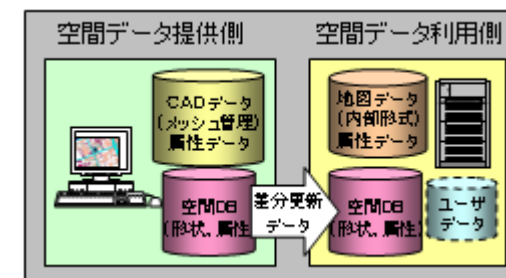 空間データ提供側
空間データ利用側
CADデータ
(メッシュ管理)
属性データ
地図データ
(内部形式)
属性データ
空間DB
(形状、属性
差分更新
データ
空間DB
(形状、属性
ユーザ
データ